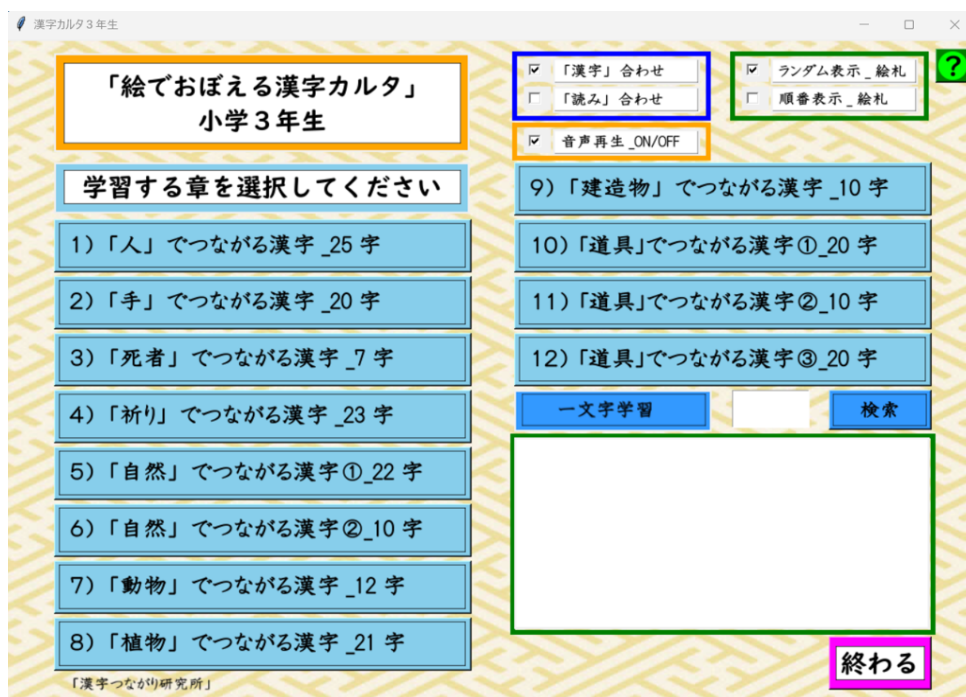 漢字カルタ3年生
「絵でおぼえる漢字カルタ」
小学3年生
学習する章を選択してください
1)「人」でつながる漢字_25字
2)「手」でつながる漢字_20字
3)「死者」でつながる漢字_7字
4)「祈り」でつながる漢字_23字
5)「自然」でつながる漢字①_22字
6)「自然」でつながる漢字②_10字
7)「動物」でつながる漢字_12字
8)「植物」でつながる漢字_21字
「漢字つながり研究所」
「漢字」合わせ
「読み」合わせ
ランダム表示_絵札
順番表示_絵札
?
音声再生_ON/OFF
9)「建造物」でつながる漢字_10字
10)「道具」でつながる漢字①_20字
11)「道具」でつながる漢字②_10字
12)「道具」でつながる漢字③_20字
一文字学習
検索
終わる